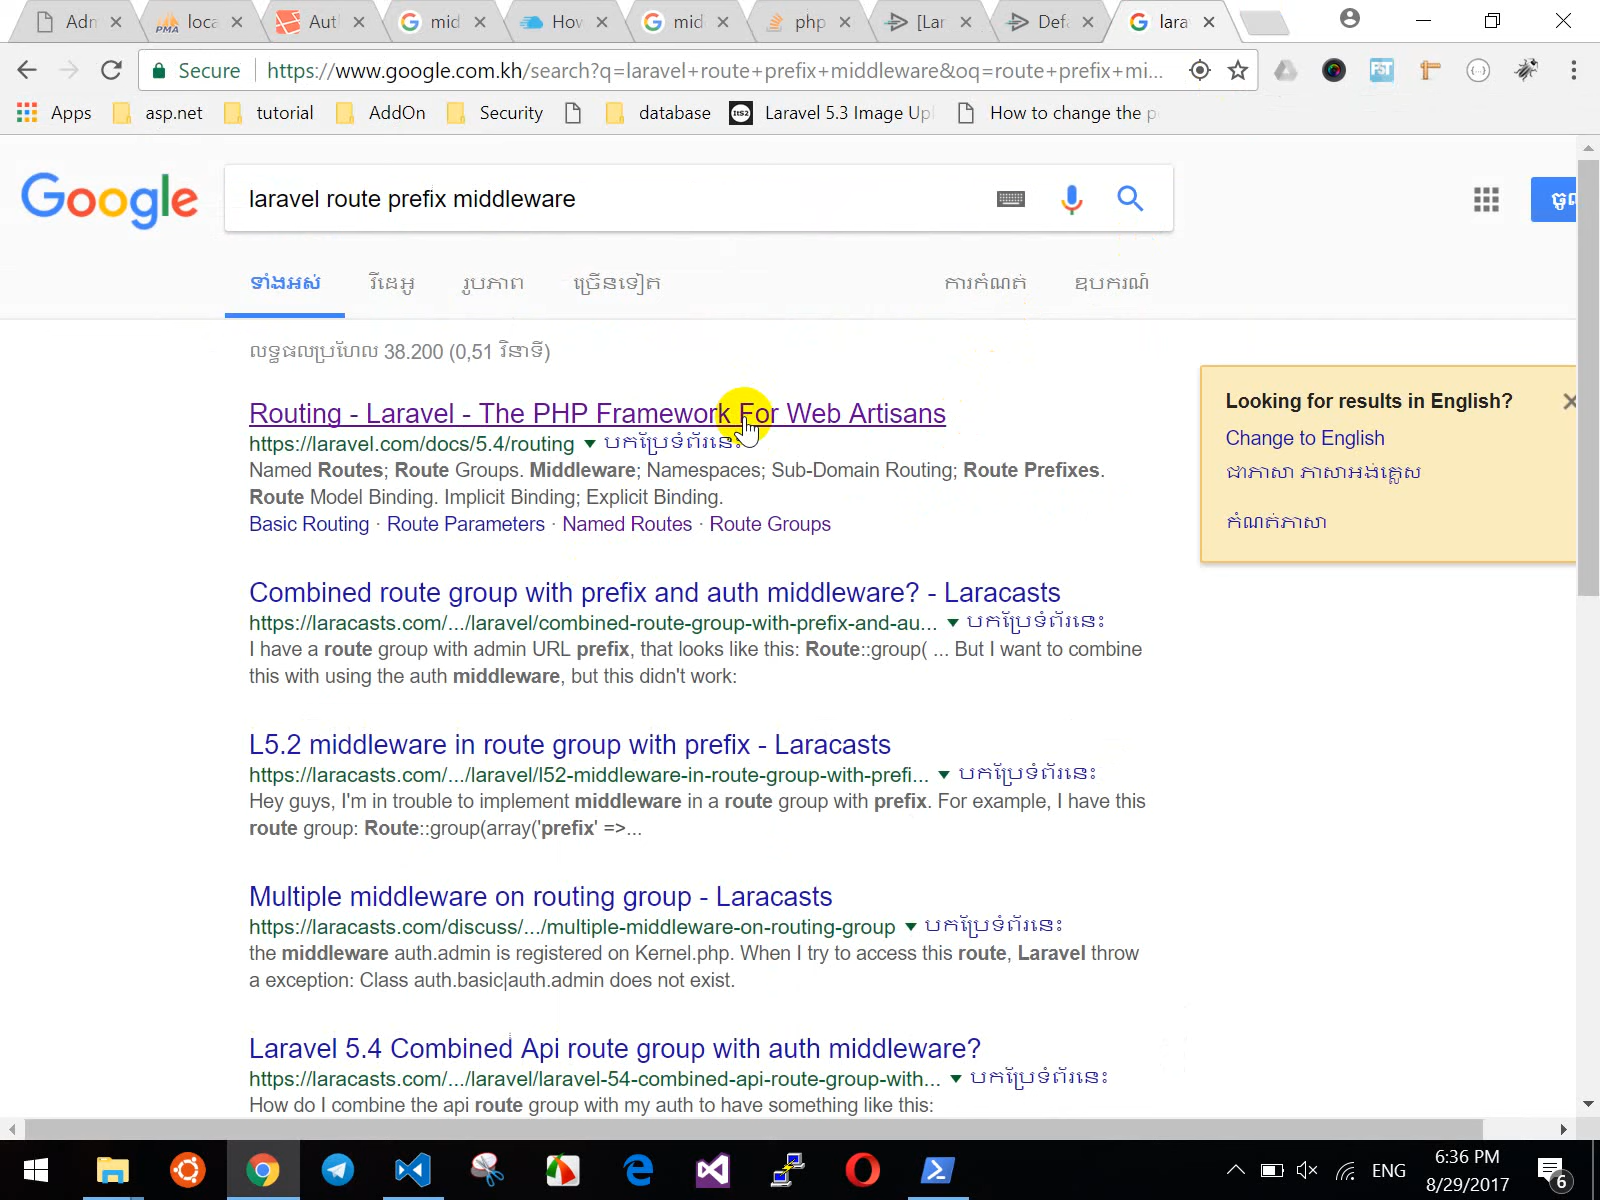 Adn
loca
Aut
mid
How
mid
php
[Lar
Defa
lara
Secure
https://www.google.com.kh/search?q=laravel+route+prefix+middleware&oq=route+prefix+mi...
Apps
asp.net
tutorial
AddOn
Security
database
Laravel 5.3 Image Up
How to change the p
Google
laravel route prefix middleware
ទាំងអស់
វីដេអូ
រូបភាព
ច្រើនទៀត
ការកំណត់
ឧបករណ៍
លទ្ធផលប្រហែល 38.200 (0,51 វិនាទី)
Routing - Laravel - The PHP Framework For Web Artisans
https://laravel.com/docs/5.4/routing ▼ បកប្រែទំព័រនេះ
Named Routes; Route Groups. Middleware; Namespaces; Sub-Domain Routing; Route Prefixes.
Route Model Binding. Implicit Binding; Explicit Binding.
Basic Routing · Route Parameters · Named Routes · Route Groups
Combined route group with prefix and auth middleware? - Laracasts
https://laracasts.com/.../laravel/combined-route-group-with-prefix-and-au... ▼ បកប្រែទំព័រនេះ
I have a route group with admin URL prefix, that looks like this: Route::group( ... But I want to combine
this with using the auth middleware, but this didn't work:
L5.2 middleware in route group with prefix - Laracasts
https://laracasts.com/.../laravel/l52-middleware-in-route-group-with-prefi... ▼ បកប្រែទំព័រនេះ
Hey guys, I'm in trouble to implement middleware in a route group with prefix. For example, I have this
route group: Route::group(array('prefix' =>...
Multiple middleware on routing group - Laracasts
https://laracasts.com/discuss/.../multiple-middleware-on-routing-group ▼ បកប្រែទំព័រនេះ
the middleware auth.admin is registered on Kernel.php. When I try to access this route, Laravel throw
a exception: Class auth.basic|auth.admin does not exist.
Laravel 5.4 Combined Api route group with auth middleware?
https://laracasts.com/.../laravel/laravel-54-combined-api-route-group-with... ▼ បកប្រែទំព័រនេះ
How do I combine the api route group with my auth to have something like this:
Looking for results in English?
Change to English
ជាភាសា ភាសាអង់គ្លេស
កំណត់ភាសា
ENG
6:36 PM
8/29/2017
6